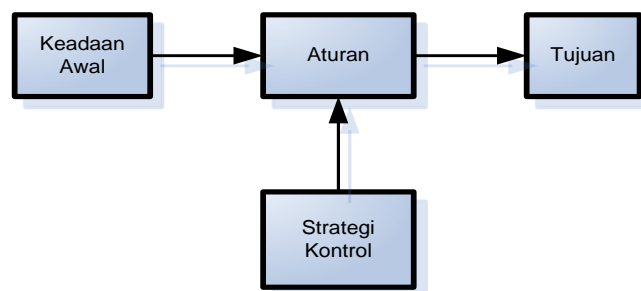 Keadaan
Awal
Aturan
Tujuan
Strategi
Kontrol